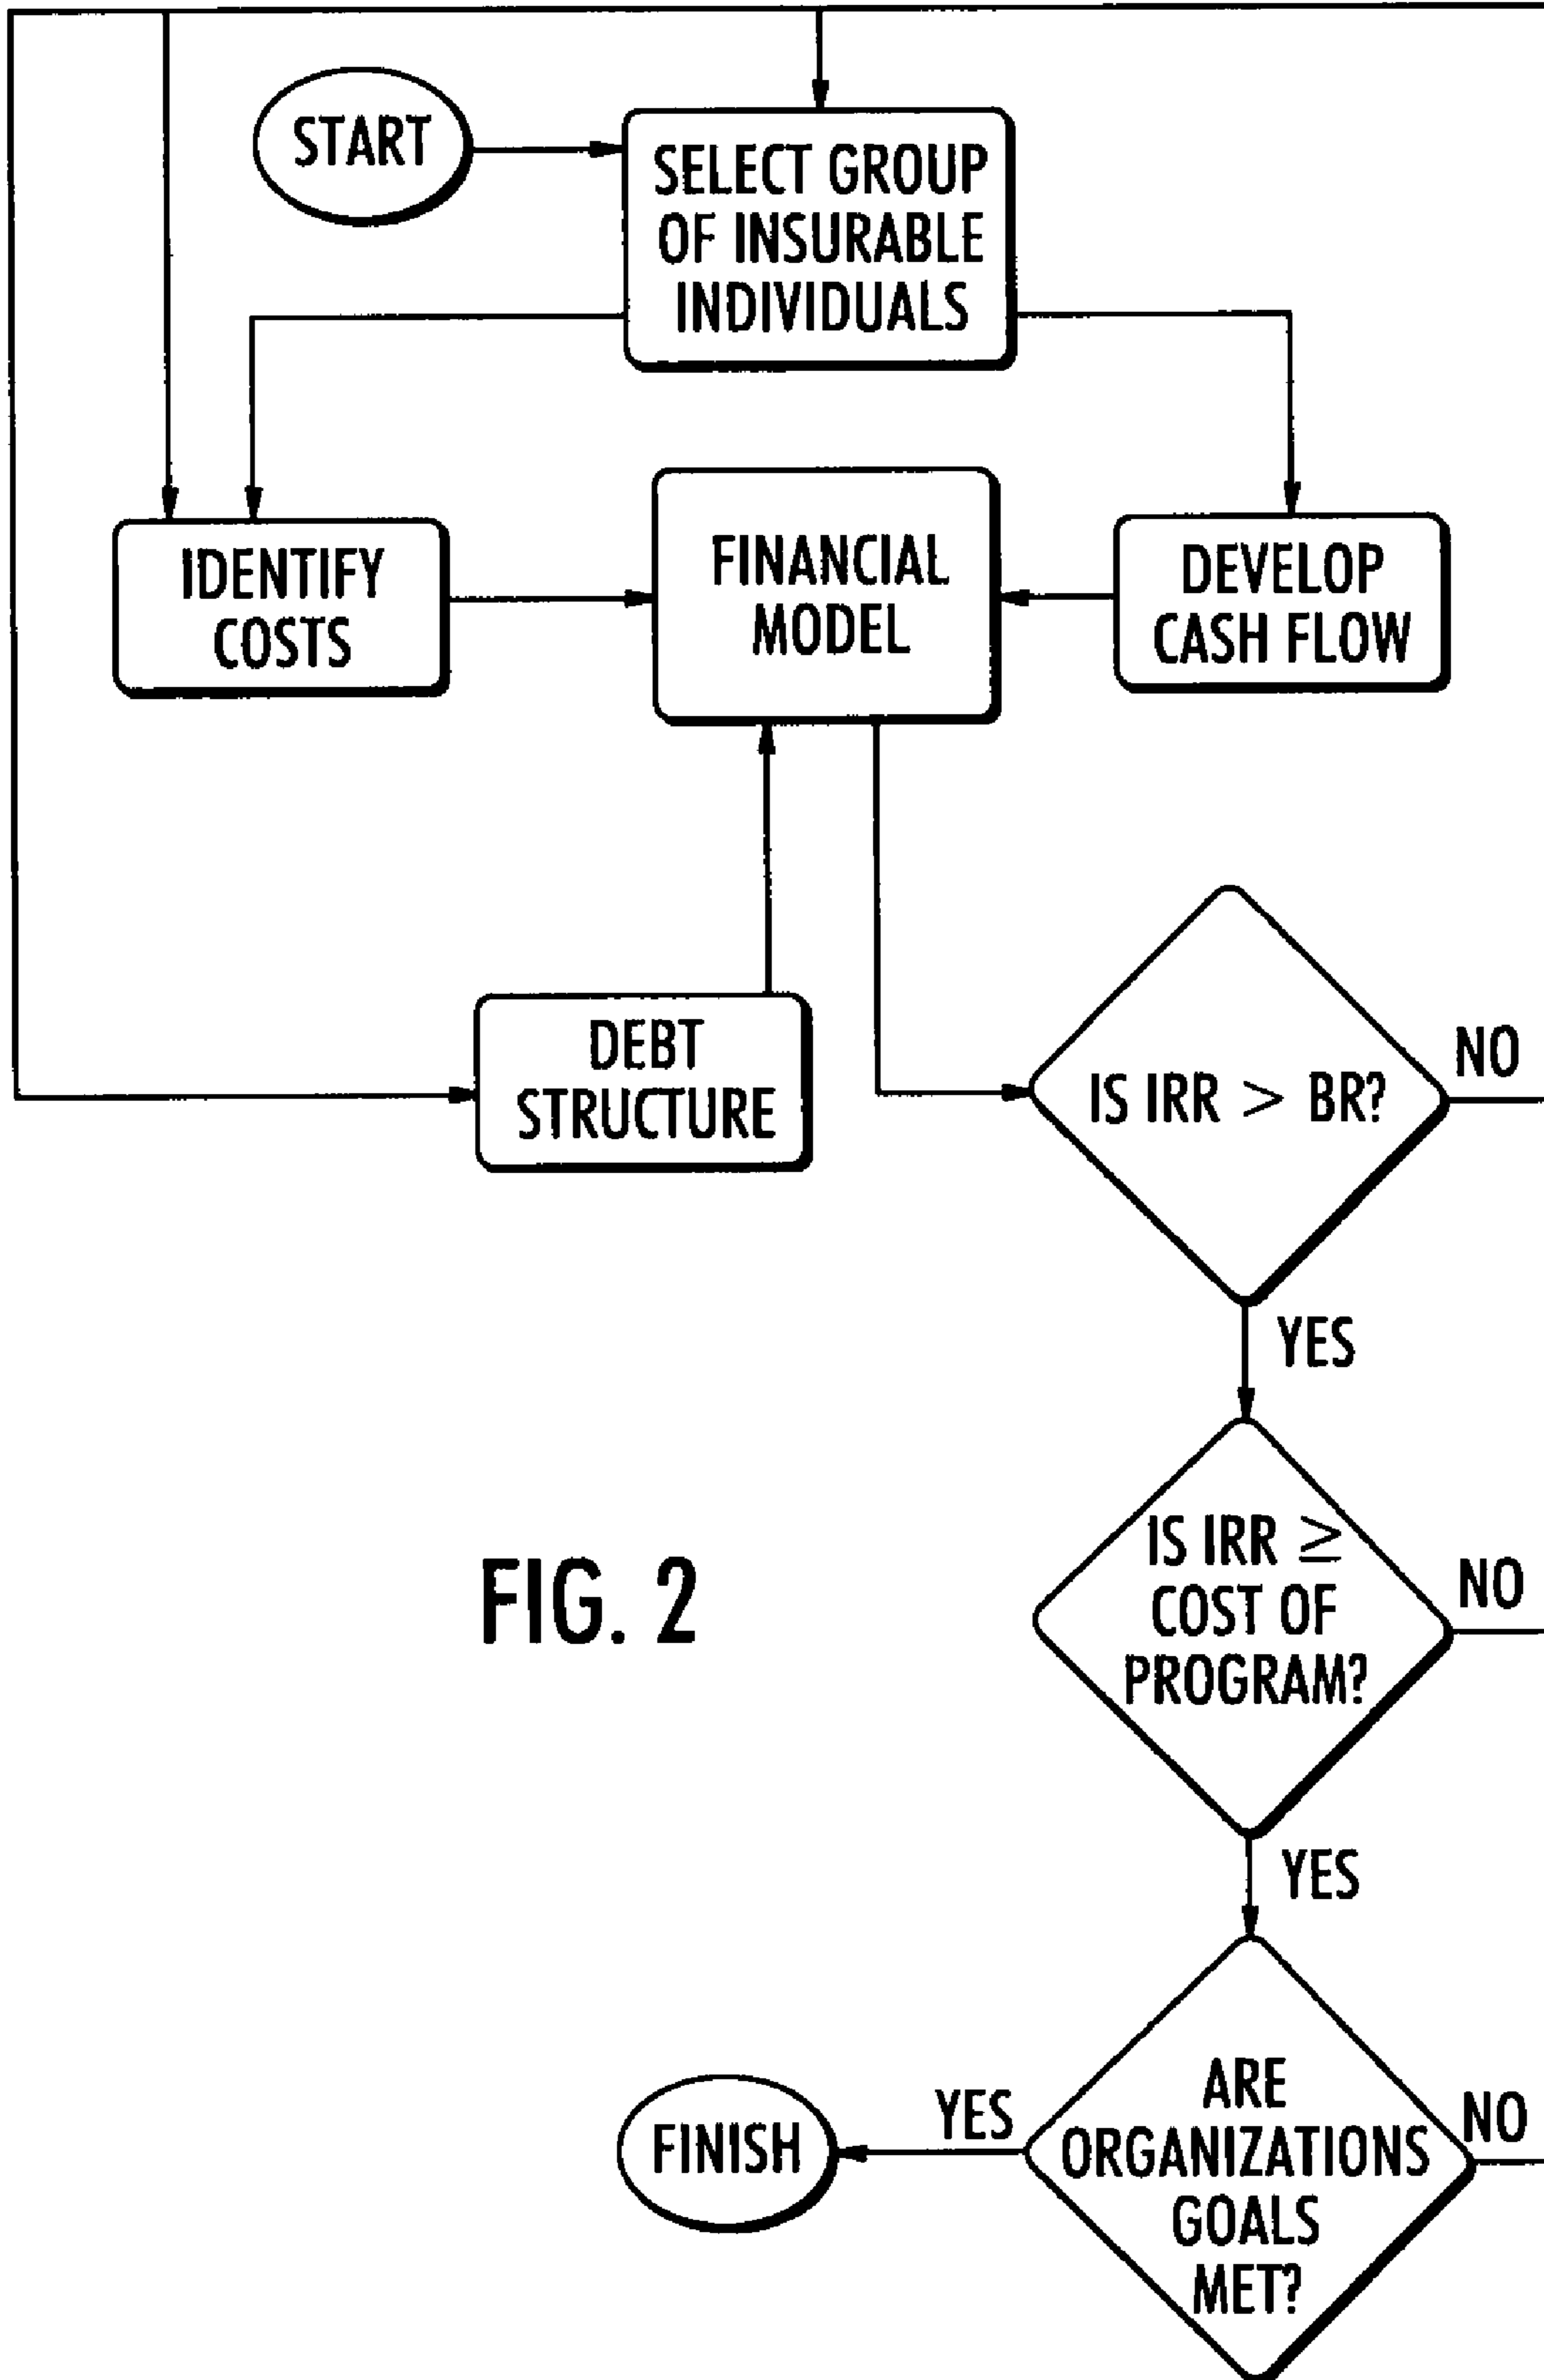 START
SELECT GROUP
OF INSURABLE
INDIVIDUALS
IDENTIFY
COSTS
FINANCIAL
MODEL
DEVELOP
CASH FLOW
DEBT
STRUCTURE
IS IRR > BR?
NO
YES
IS IRR ≥
COST OF
PROGRAM?
NO
YES
FIG. 2
ARE
ORGANIZATIONS
GOALS
MET?
NO
YES
FINISH